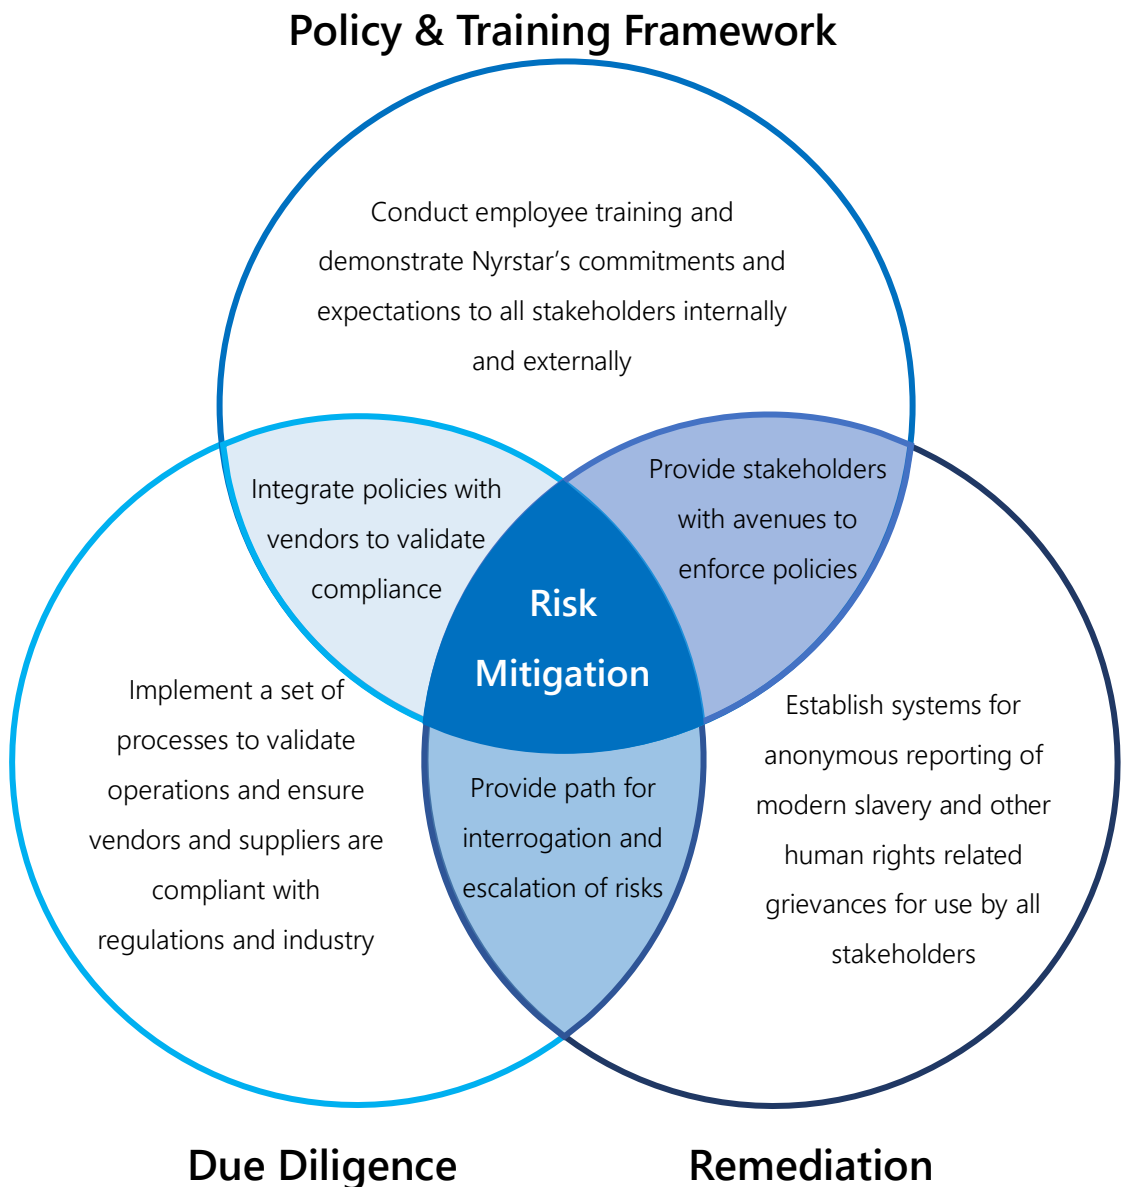 Policy & Training Framework
Conduct employee training and
demonstrate Nyrstar’s commitments and
expectations to all stakeholders internally
and externally
Integrate policies with
vendors to validate
compliance
Provide stakeholders
with avenues to
enforce policies
Risk
Mitigation
Implement a set of
processes to validate
operations and ensure
vendors and suppliers are
compliant with
regulations and industry
Provide path for
interrogation and
escalation of risks
Establish systems for
anonymous reporting of
modern slavery and other
human rights related
grievances for use by all
stakeholders
Due Diligence
Remediation